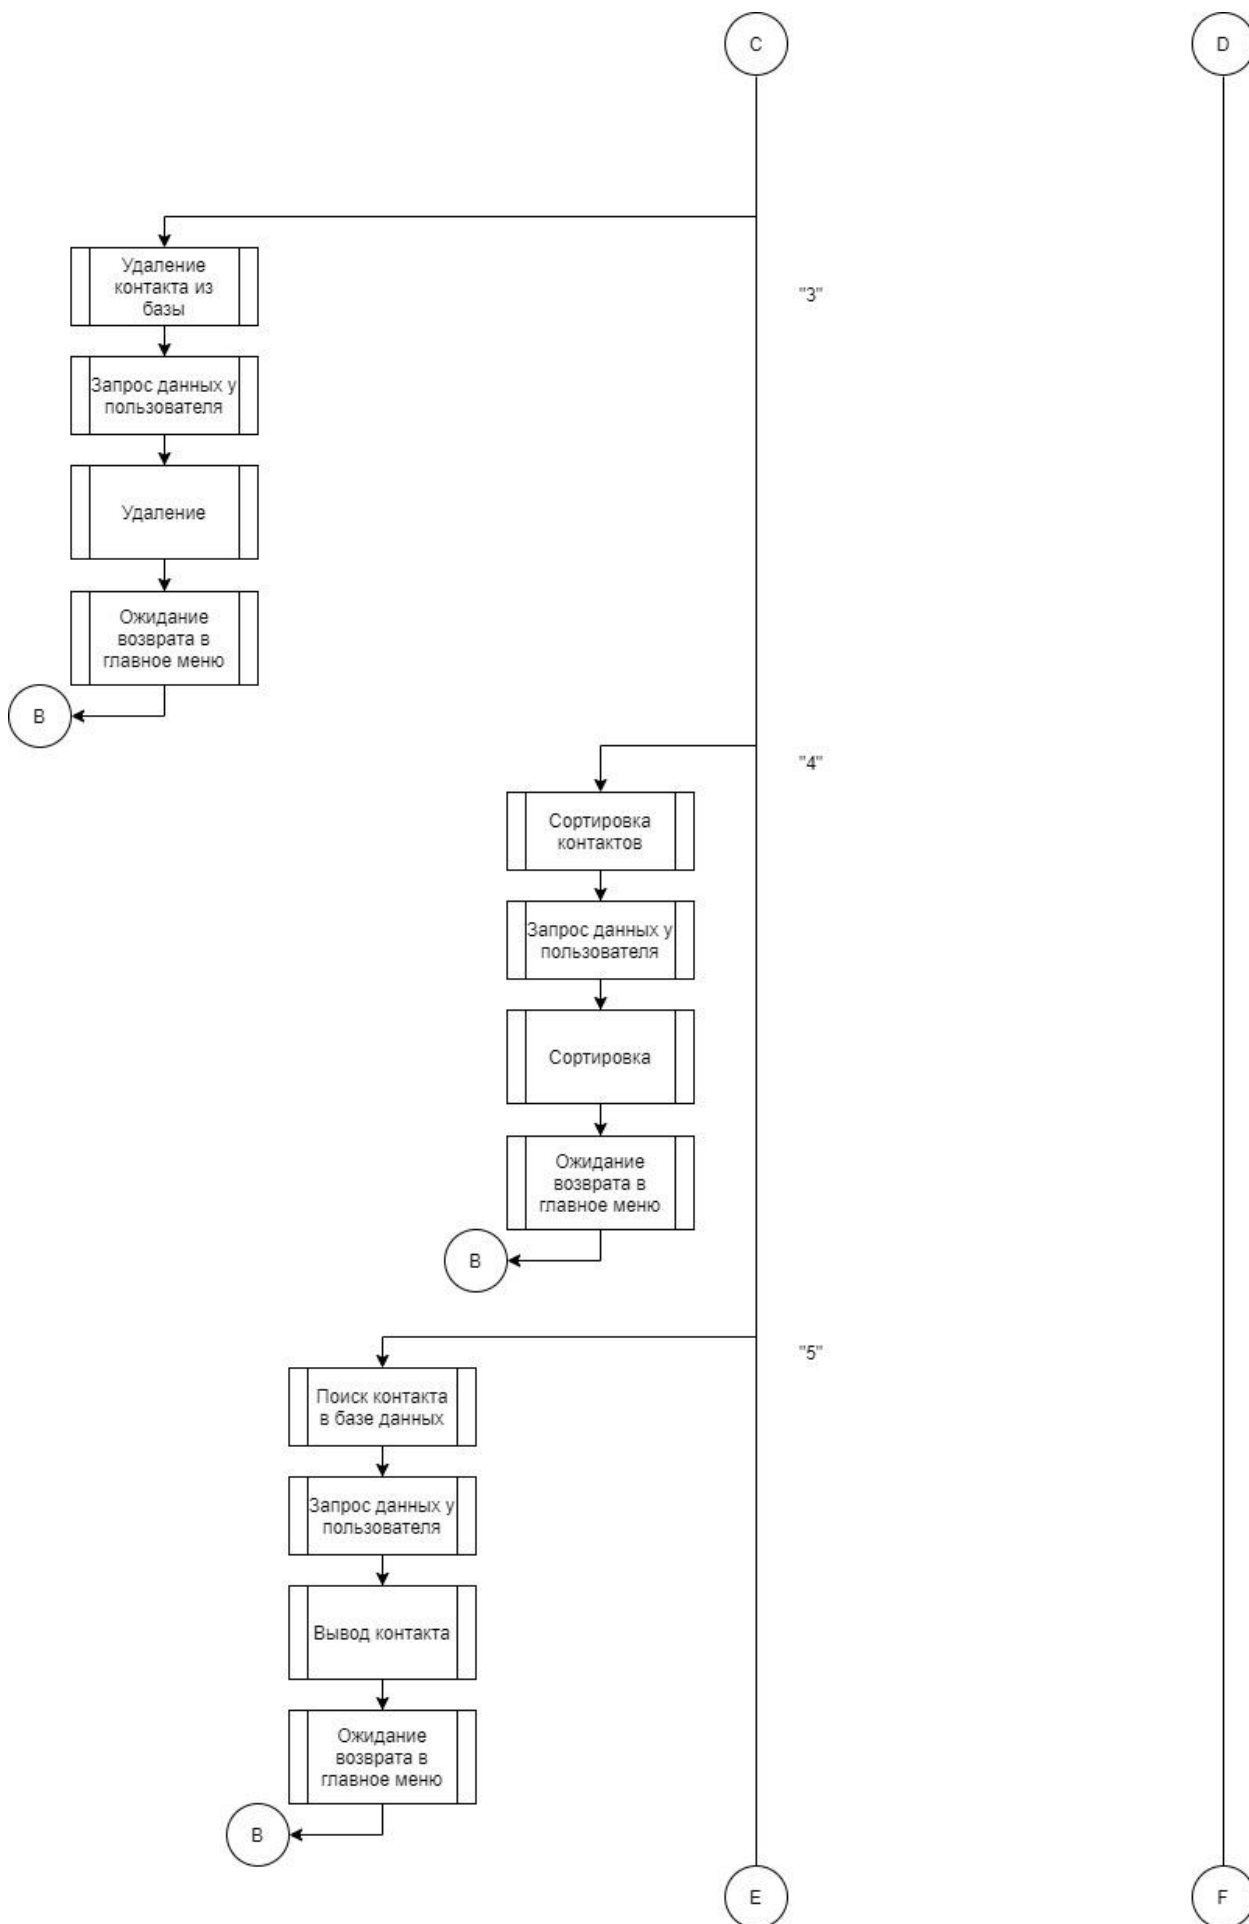 C
D
Удаление
контакта из
базы
"3"
Запрос данных у
пользователя
Удаление
Ожидание
возврата в
главное меню
B
"4"
Сортировка
контактов
Запрос данных у
пользователя
Сортировка
Ожидание
возврата в
главное меню
B
"5"
Поиск контакта
в базе данных
Запрос данных у
пользователя
Вывод контакта
Ожидание
возврата в
главное меню
B
E
F